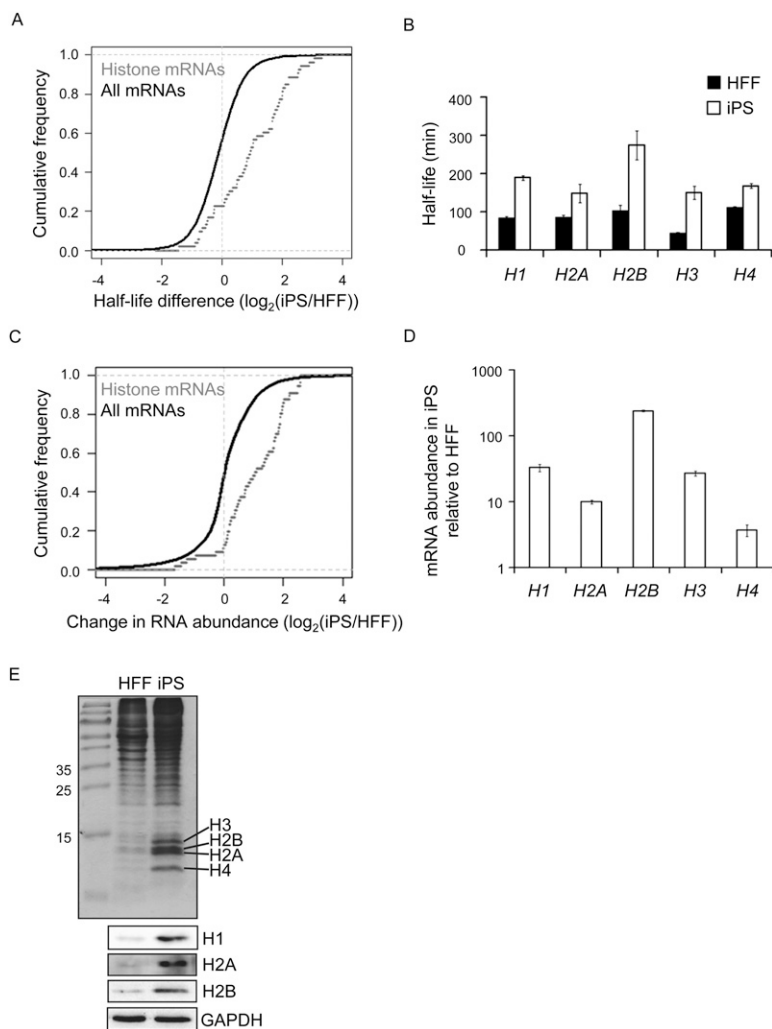 A
Histone mRNAs
All mRNAs
Cumulative frequency
1.0
0.8
0.6
0.4
0.2
0.0
-4 -2 0 2 4
Half-life difference (log2(iPS/HFF))
B
HFF
iPS
Half-life (min)
400
300
200
100
0
H1 H2A H2B H3 H4
C
Histone mRNAs
All mRNAs
Cumulative frequency
1.0
0.8
0.6
0.4
0.2
0.0
-4 -2 0 2 4
Change in RNA abundance (log2(iPS/HFF))
D
mRNA abundance in iPS
relative to HFF
1000
100
10
1
H1 H2A H2B H3 H4
E
HFF iPS
35
25
15
H3
H2B
H2A
H4
H1
H2A
H2B
GAPDH